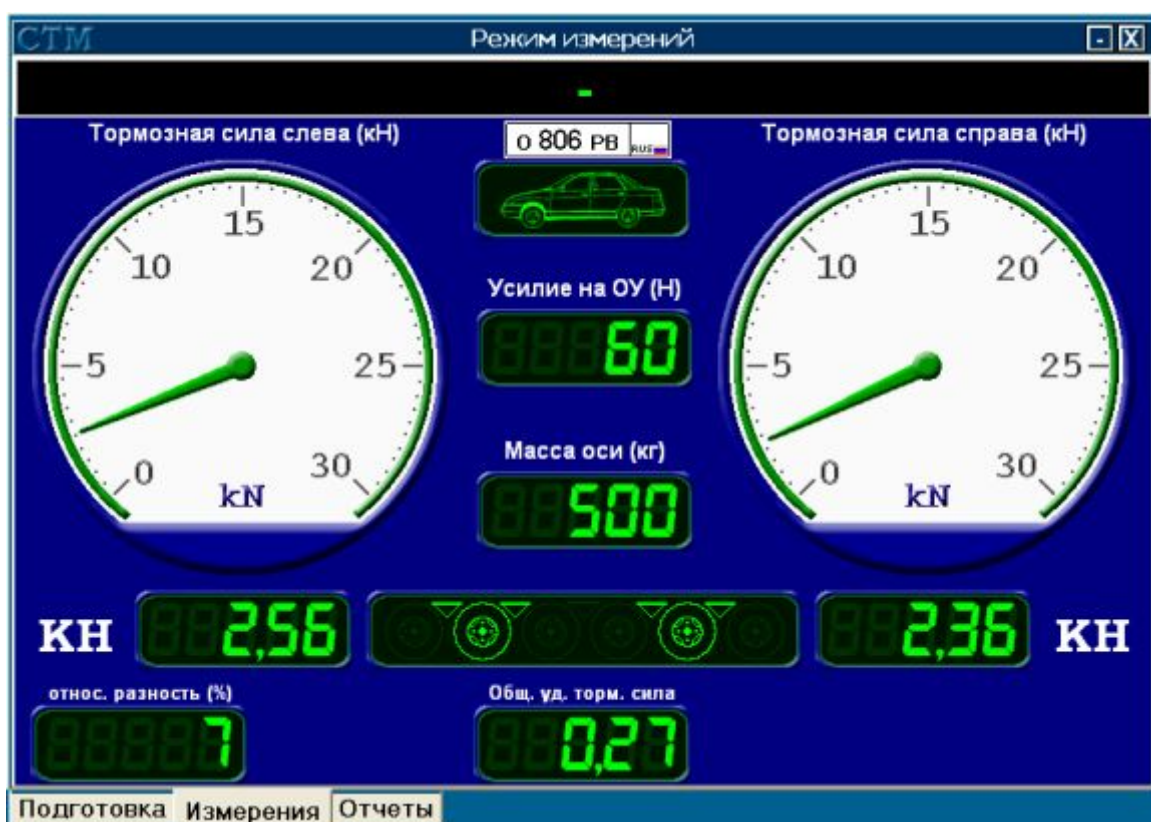 СТМ Режим измерений - X
-
Тормозная сила слева (кН) о 806 РВ RUS Тормозная сила справа (кН)
0 5 10 15 20 25 30 kN
0 5 10 15 20 25 30 kN
Усилие на ОУ (Н)
60
Масса оси (кг)
500
КН 2,56 2,36 КН
относ. разность (%) Общ. уд. торм. сила
7 0,27
Подготовка Измерения Отчеты